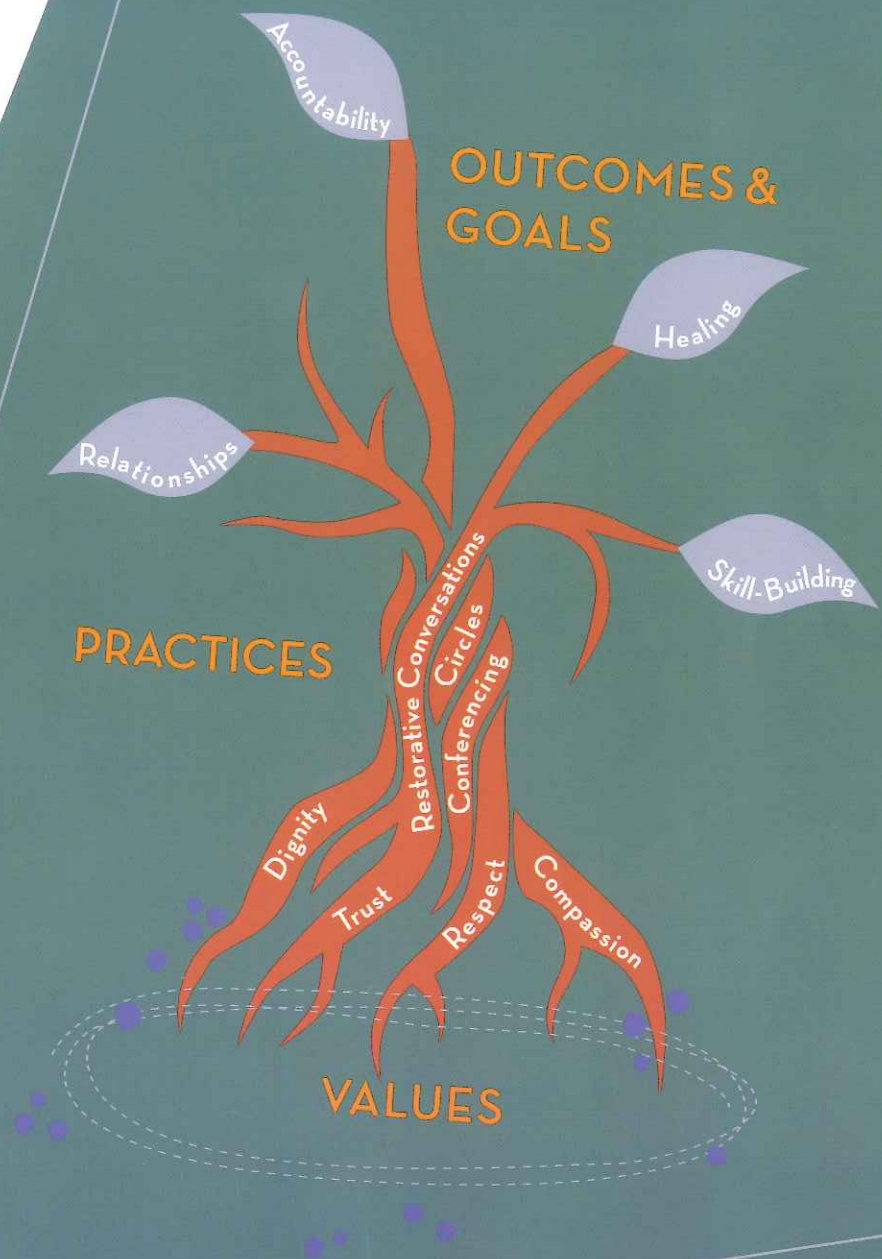 Accountability
OUTCOMES &
GOALS
Healing
Relationships
Skill-Building
PRACTICES
Restorative Conversations
Circles
Conferencing
Dignity
Trust
Respect
Compassion
VALUES